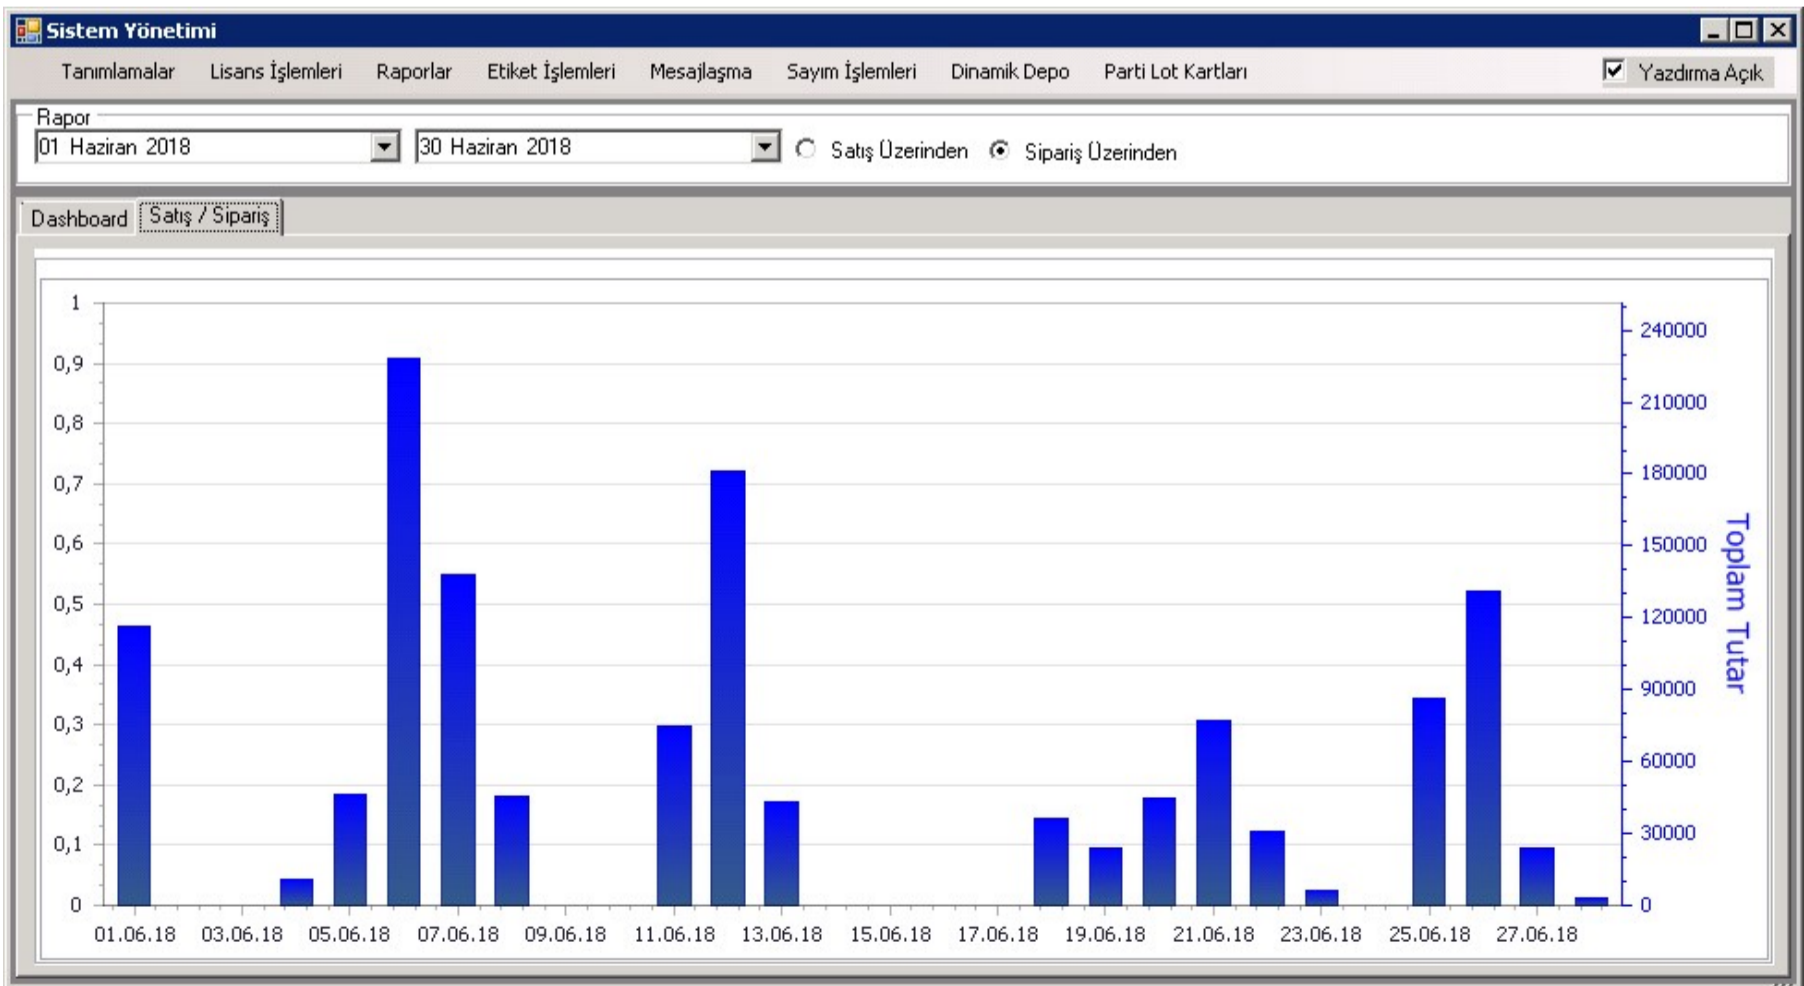 Sistem Yönetimi
Tanımlamalar Lisans İşlemleri Raporlar Etiket İşlemleri Mesajlaşma Sayım İşlemleri Dinamik Depo Parti Lot Kartları Yazdırma Açık
Rapor
01 Haziran 2018 30 Haziran 2018 Satış Üzerinden Sipariş Üzerinden
Dashboard Satış / Sipariş
1
0,9
0,8
0,7
0,6
0,5
0,4
0,3
0,2
0,1
0
240000
210000
180000
150000
120000
90000
60000
30000
0
Toplam Tutar
01.06.18 03.06.18 05.06.18 07.06.18 09.06.18 11.06.18 13.06.18 15.06.18 17.06.18 19.06.18 21.06.18 23.06.18 25.06.18 27.06.18